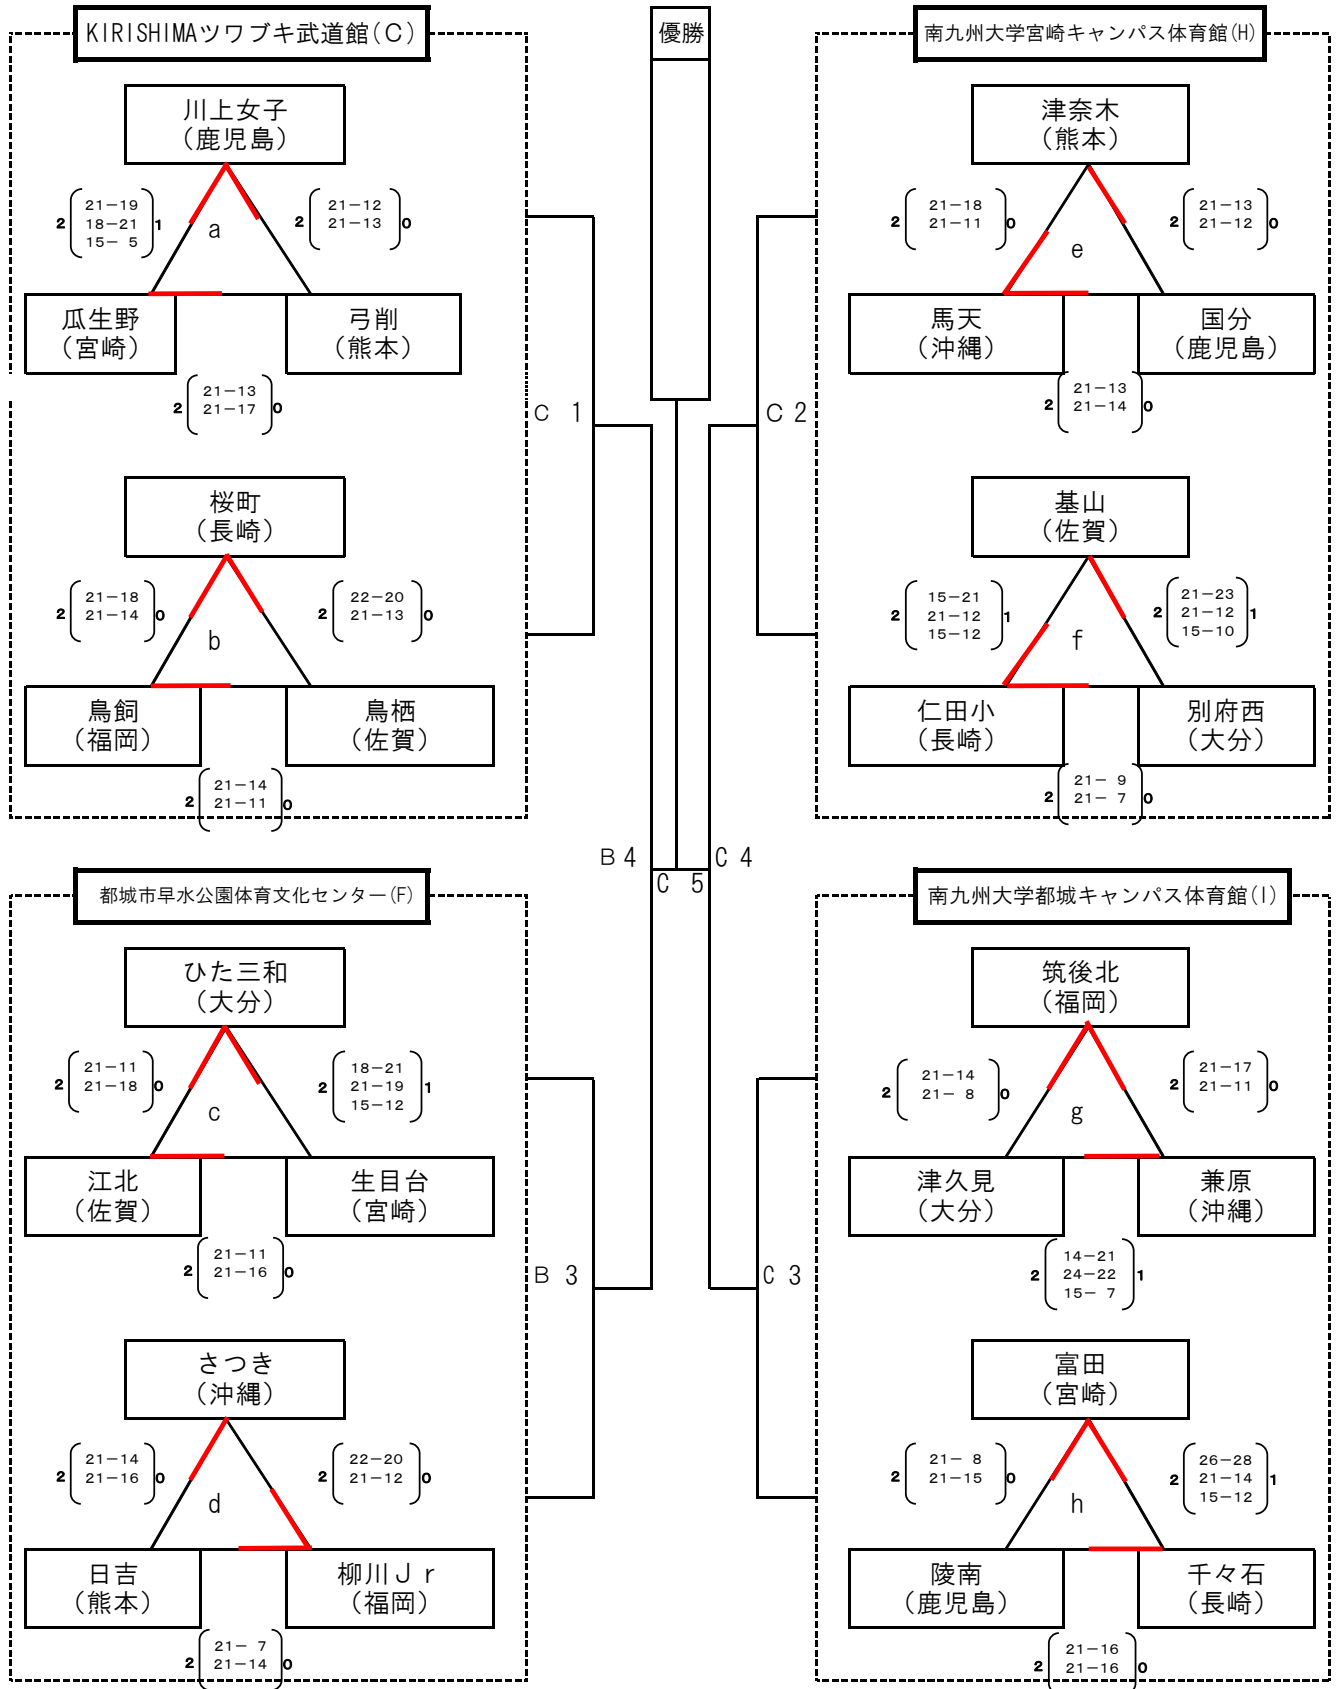 KIRISHIMAツワブキ武道館(C)
川上女子
(鹿児島)
2 21-19 1
18-21
15- 5
2 21-12 0
21-13
a
瓜生野
(宮崎)
弓削
(熊本)
2 21-13 0
21-17
桜町
(長崎)
2 21-18 0
21-14
2 22-20 0
21-13
b
鳥飼
(福岡)
鳥栖
(佐賀)
2 21-14 0
21-11
C 1
優勝
南九州大学宮崎キャンパス体育館(H)
津奈木
(熊本)
2 21-18 0
21-11
2 21-13 0
21-12
e
馬天
(沖縄)
国分
(鹿児島)
2 21-13 0
21-14
C 2
基山
(佐賀)
2 15-21 1
21-12
15-12
2 21-23 1
21-12
15-10
f
仁田小
(長崎)
別府西
(大分)
2 21- 9 0
21- 7
B 4
C 4
C 5
都城市早水公園体育文化センター(F)
ひた三和
(大分)
2 21-11 0
21-18
2 18-21 1
21-19
15-12
c
江北
(佐賀)
生目台
(宮崎)
2 21-11 0
21-16
B 3
さつき
(沖縄)
2 21-14 0
21-16
2 22-20 0
21-12
d
日吉
(熊本)
柳川Jr
(福岡)
2 21- 7 0
21-14
南九州大学都城キャンパス体育館(I)
筑後北
(福岡)
2 21-14 0
21- 8
2 21-17 0
21-11
g
津久見
(大分)
兼原
(沖縄)
2 14-21 1
24-22
15- 7
C 3
富田
(宮崎)
2 21- 8 0
21-15
2 26-28 1
21-14
15-12
h
陵南
(鹿児島)
千々石
(長崎)
2 21-16 0
21-16